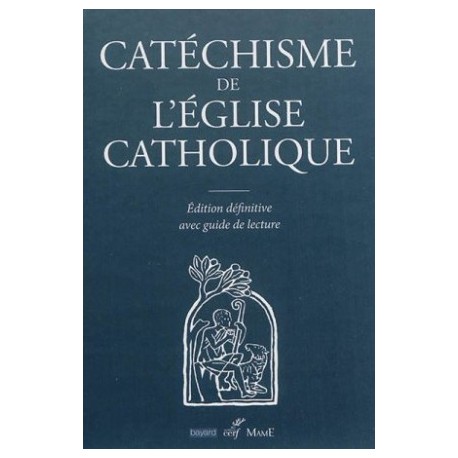 CATÉCHISME
DE
L'ÉGLISE
CATHOLIQUE
Édition définitive
avec guide de lecture
bayard cerf MAME